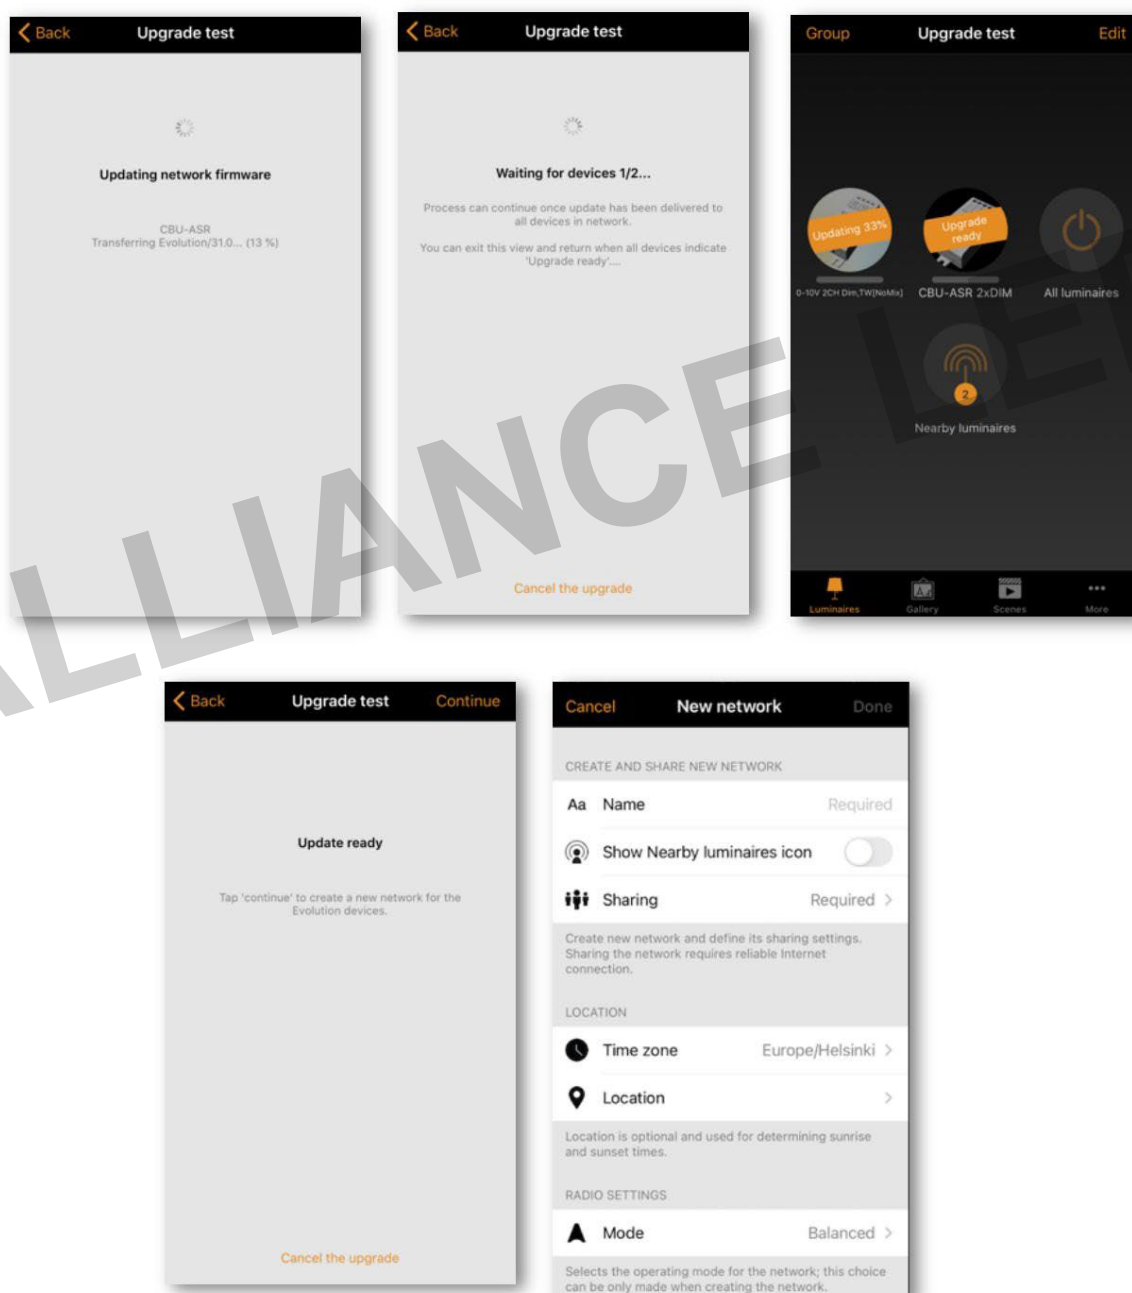 Back
Upgrade test
Updating network firmware
CBU-ASR
Transferring Evolution/31.0... (13 %)
Back
Upgrade test
Waiting for devices 1/2...
Process can continue once update has been delivered to
all devices in network.
You can exit this view and return when all devices indicate
'Upgrade ready'....
Cancel the upgrade
Group
Upgrade test
Edit
Updating 33%
Upgrade
ready
0-10V 2CH Dim,TW[NoMix]
CBU-ASR 2xDIM
All luminaires
2
Nearby luminaires
Luminaires
Gallery
Scenes
More
ALLIANCE LED
Back
Upgrade test
Continue
Update ready
Tap 'continue' to create a new network for the
Evolution devices.
Cancel the upgrade
Cancel
New network
Done
CREATE AND SHARE NEW NETWORK
Aa Name Required
Show Nearby luminaires icon
Sharing Required
Create new network and define its sharing settings.
Sharing the network requires reliable Internet
connection.
LOCATION
Time zone Europe/Helsinki
Location
Location is optional and used for determining sunrise
and sunset times.
RADIO SETTINGS
Mode Balanced
Selects the operating mode for the network; this choice
can be only made when creating the network.